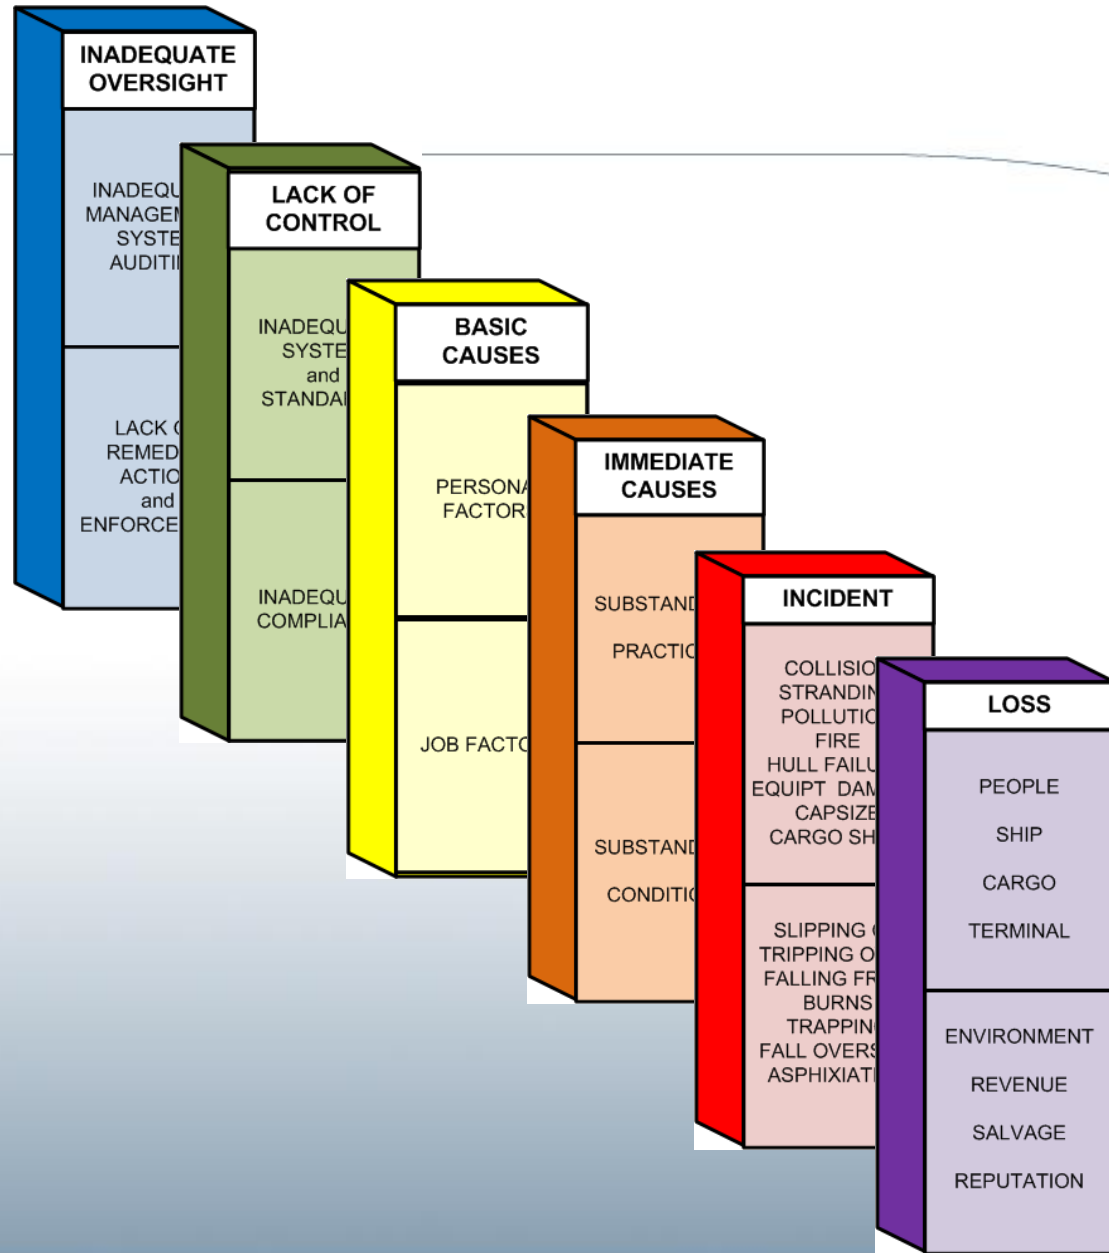 INADEQUATE
OVERSIGHT
INADEQU
MANAGEM
SYSTE
AUDITI
LACK
REMED
ACTIO
and
ENFORCE
LACK OF
CONTROL
INADEQU
SYSTE
and
STANDA
INADEQU
COMPLIA
BASIC
CAUSES
PERSONA
FACTOR
JOB FACTO
IMMEDIATE
CAUSES
SUBSTAND
PRACTIC
SUBSTAND
CONDITIO
INCIDENT
COLLISIO
STRANDIN
POLLUTIO
FIRE
HULL FAILU
EQUIPT DAM
CAPSIZE
CARGO SH
SLIPPING
TRIPPING O
FALLING FR
BURNS
TRAPPIN
FALL OVERS
ASPHIXIATI
LOSS
PEOPLE
SHIP
CARGO
TERMINAL
ENVIRONMENT
REVENUE
SALVAGE
REPUTATION